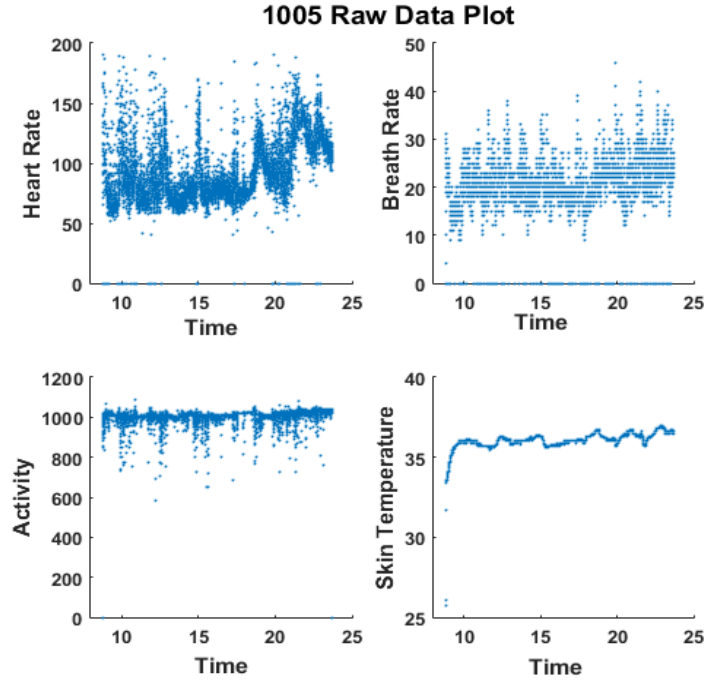 1005 Raw Data Plot
200
150
100
50
0
Heart Rate
10 15 20 25
Time
50
40
30
20
10
0
Breath Rate
10 15 20 25
Time
1200
1000
800
600
400
200
0
Activity
10 15 20 25
Time
40
35
30
25
Skin Temperature
10 15 20 25
Time